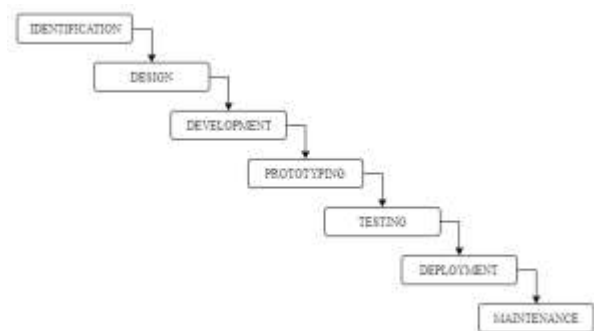 IDENTIFICATION
DESIGN
DEVELOPMENT
PROTOTYPING
TESTING
DEPLOYMENT
MAINTENANCE